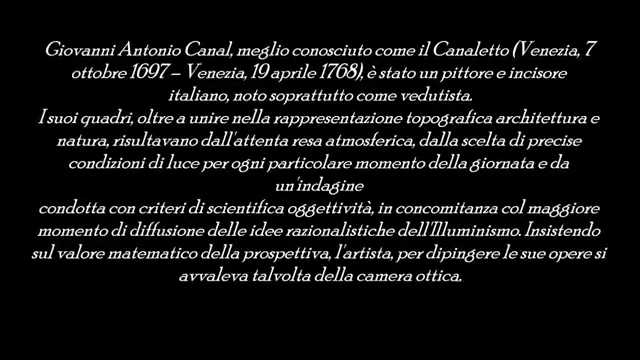 Giovanni Antonio Canal, meglio conosciuto come il Canaletto (Venezia, 7
ottobre 1697 – Venezia, 19 aprile 1768), è stato un pittore e incisore
italiano, noto soprattutto come vedutista.
I suoi quadri, oltre a unire nella rappresentazione topografica architettura e
natura, risultavano dall'attenta resa atmosferica, dalla scelta di precise
condizioni di luce per ogni particolare momento della giornata e da
un'indagine
condotta con criteri di scientifica oggettività, in concomitanza col maggiore
momento di diffusione delle idee razionalistiche dell'Illuminismo. Insistendo
sul valore matematico della prospettiva, l'artista, per dipingere le sue opere si
avvaleva talvolta della camera ottica.